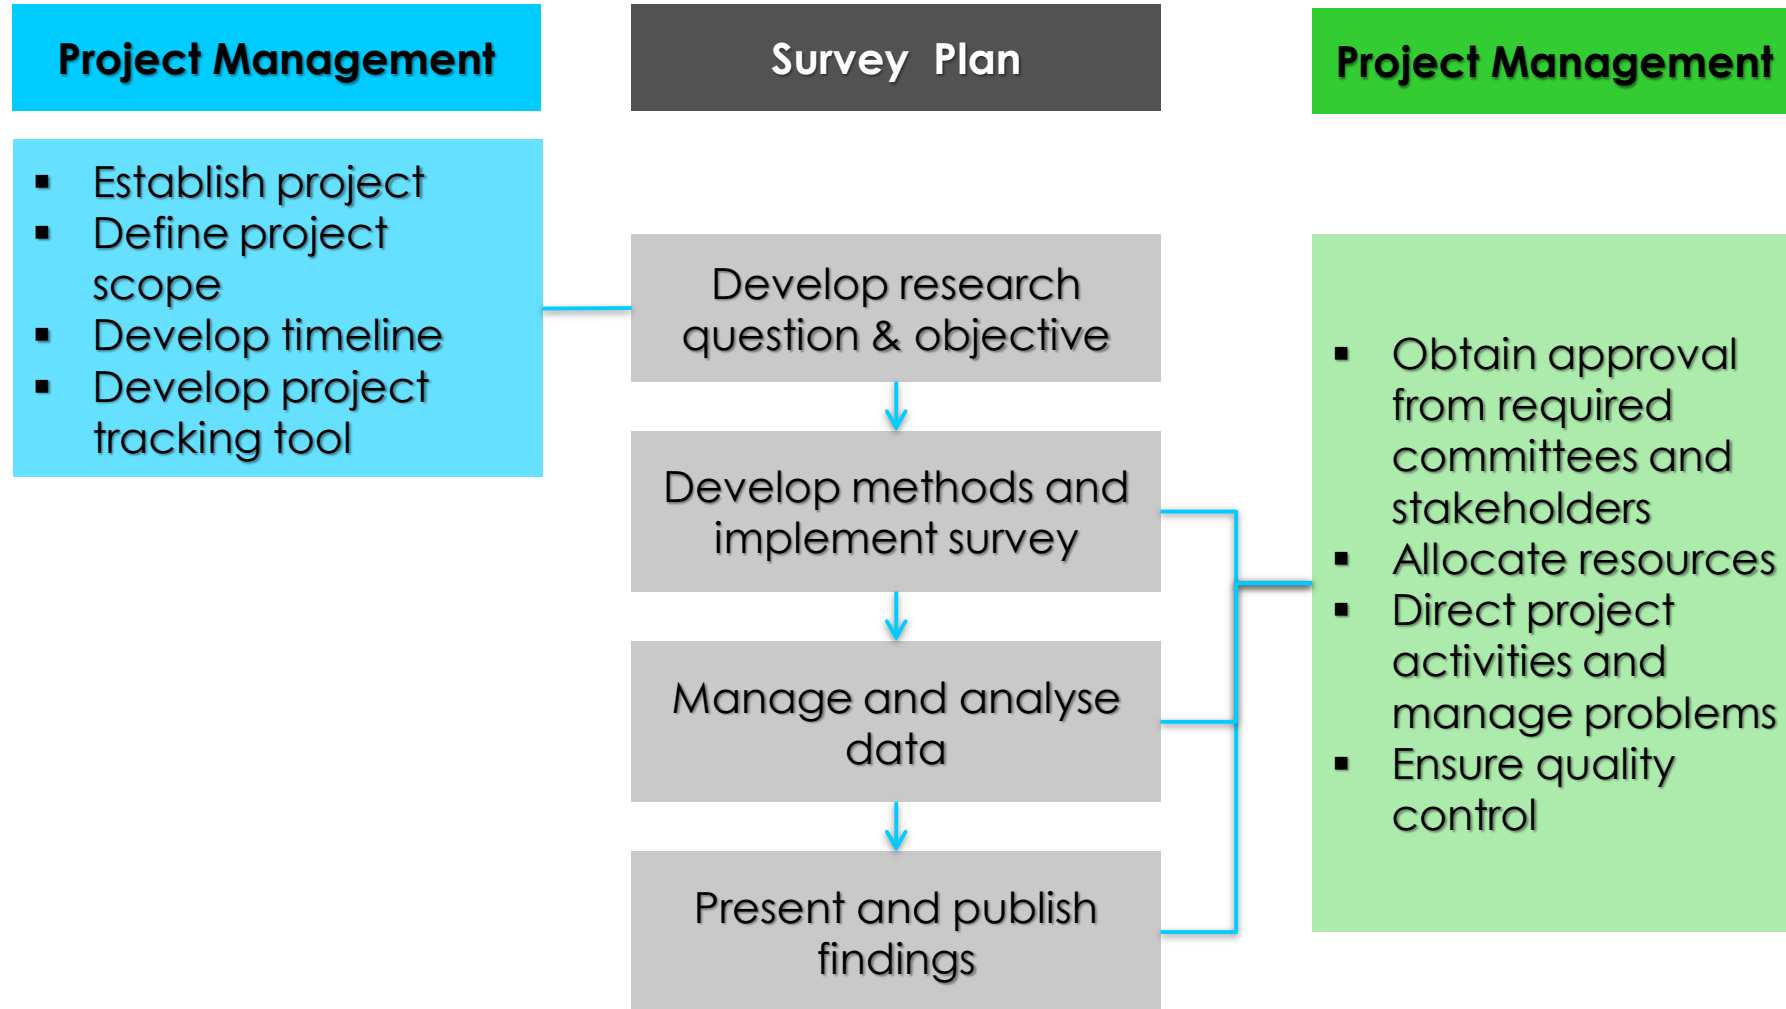 Project Management
Survey Plan
Project Management
▪ Establish project
▪ Define project
scope
▪ Develop timeline
▪ Develop project
tracking tool
Develop research
question & objective
Develop methods and
implement survey
Manage and analyse
data
Present and publish
findings
▪ Obtain approval
from required
committees and
stakeholders
▪ Allocate resources
▪ Direct project
activities and
manage problems
▪ Ensure quality
control